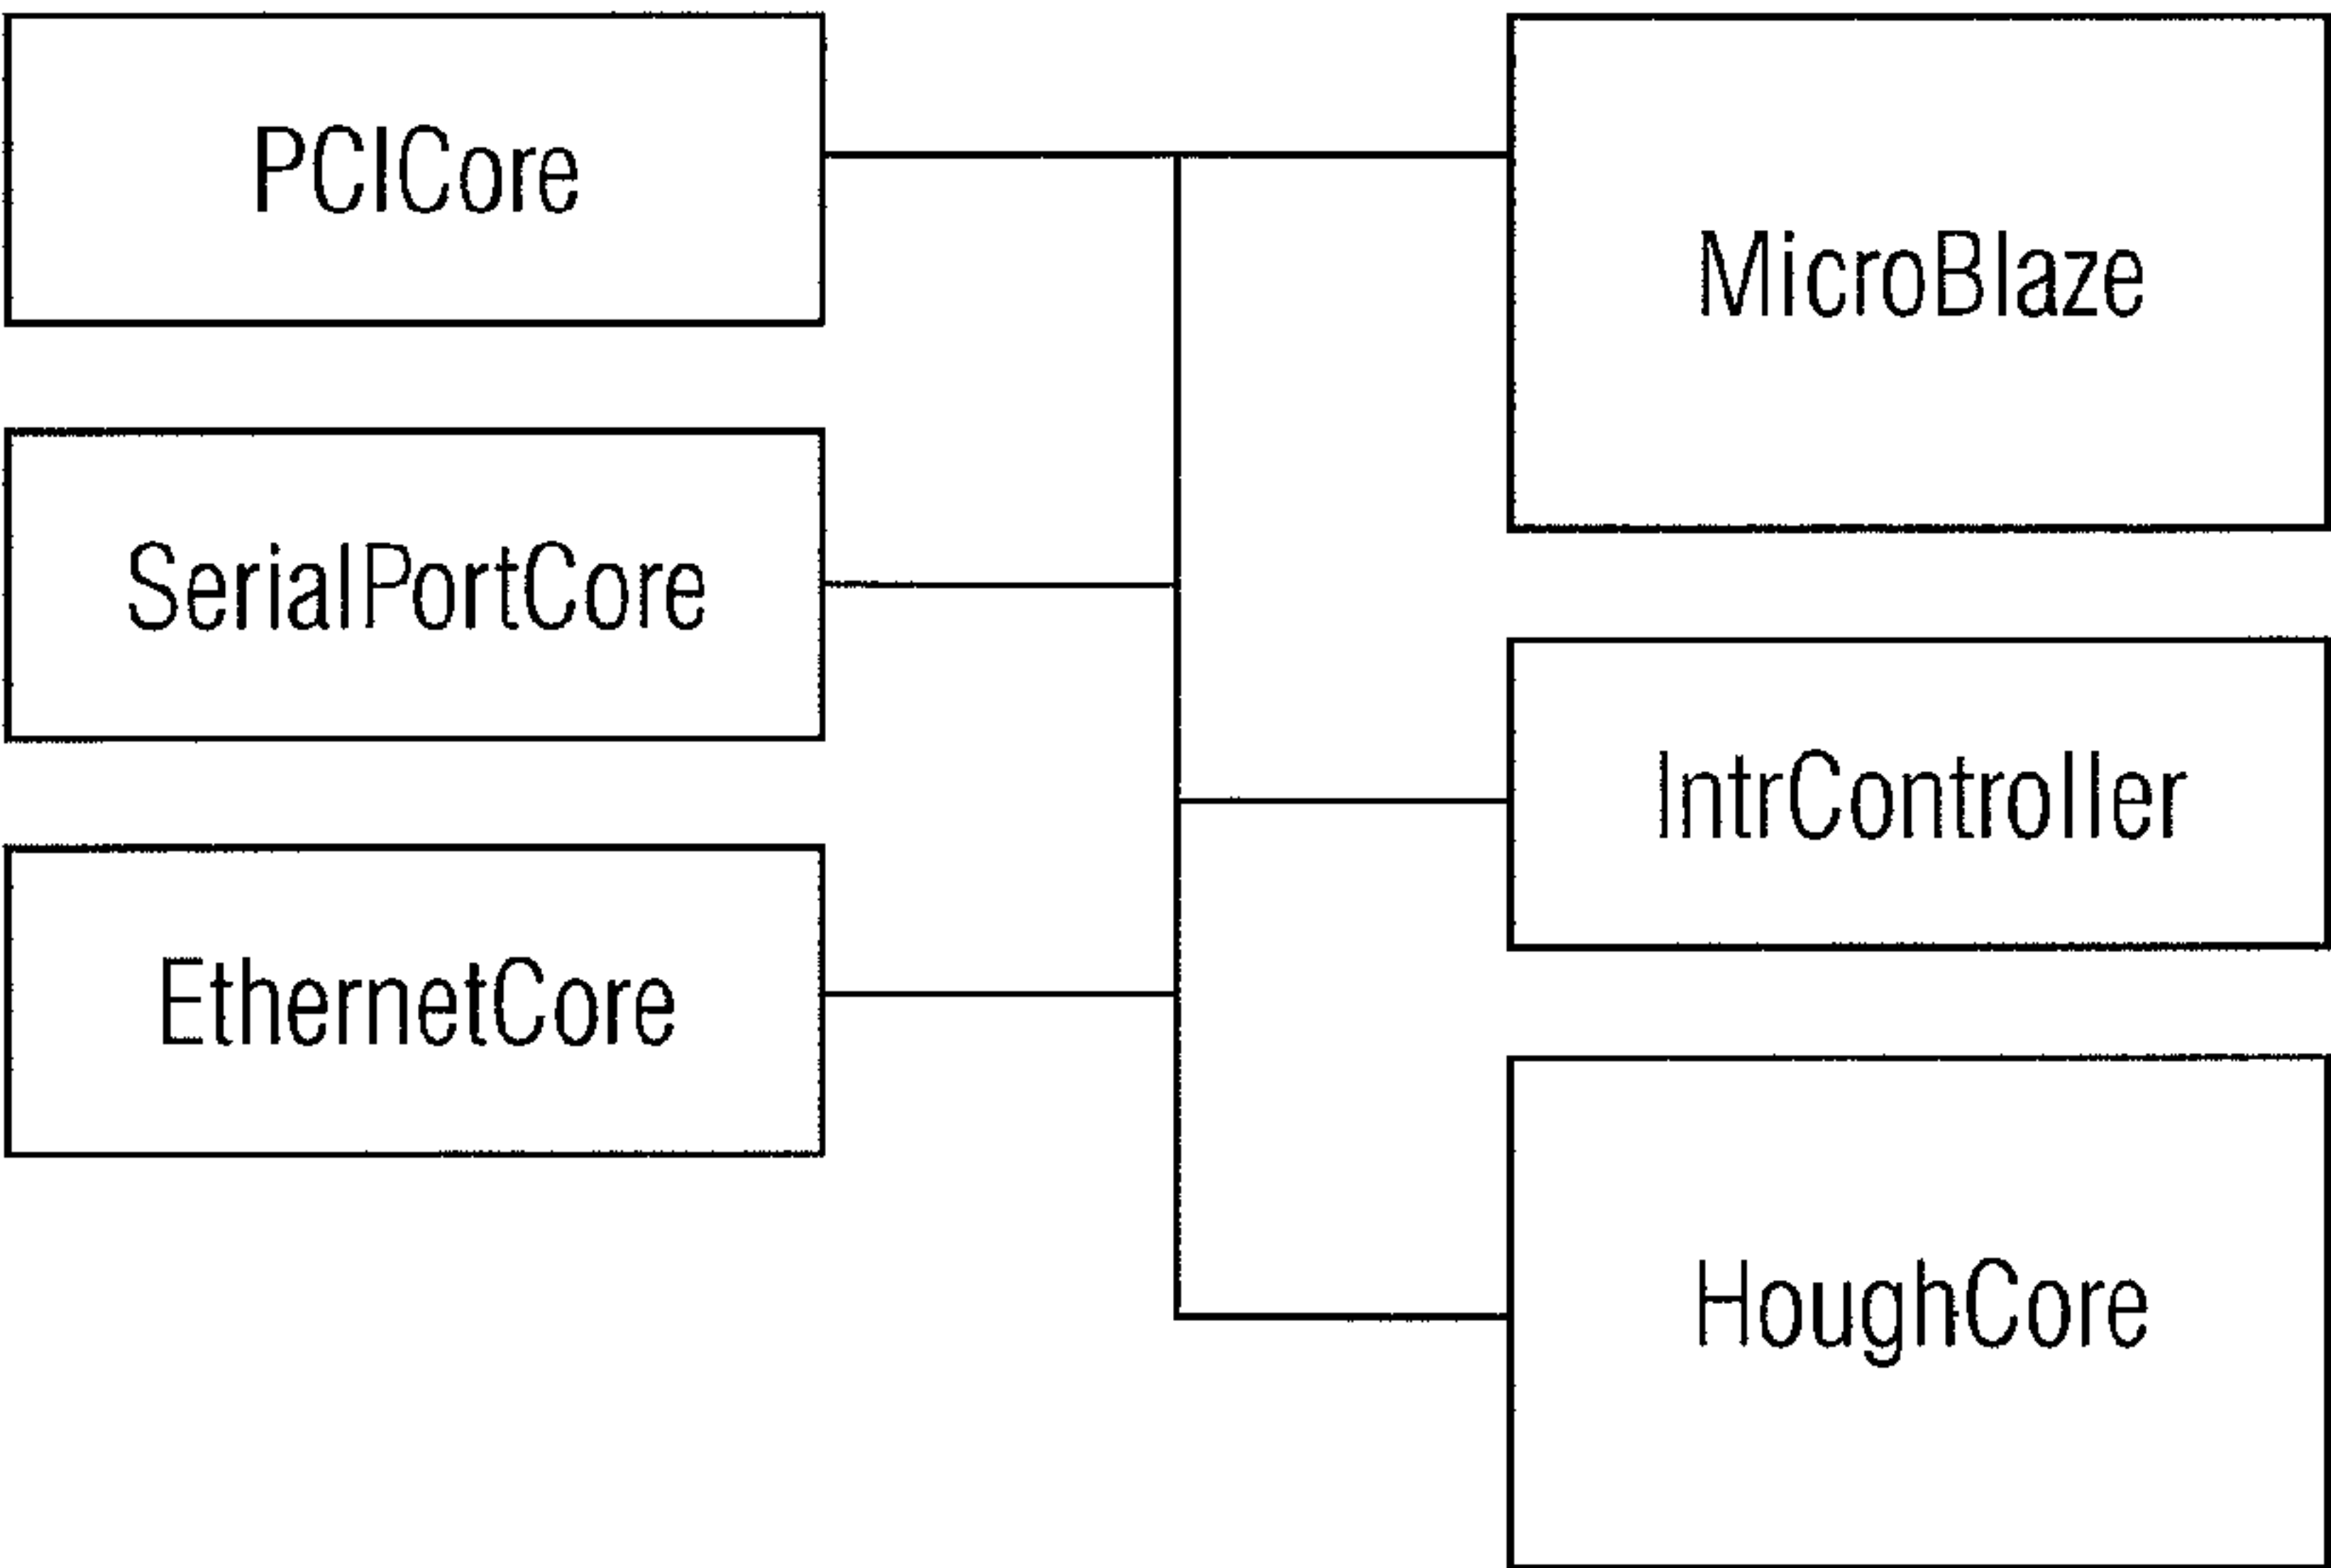 PCICore
MicroBlaze
SerialPortCore
IntrController
EthernetCore
HoughCore